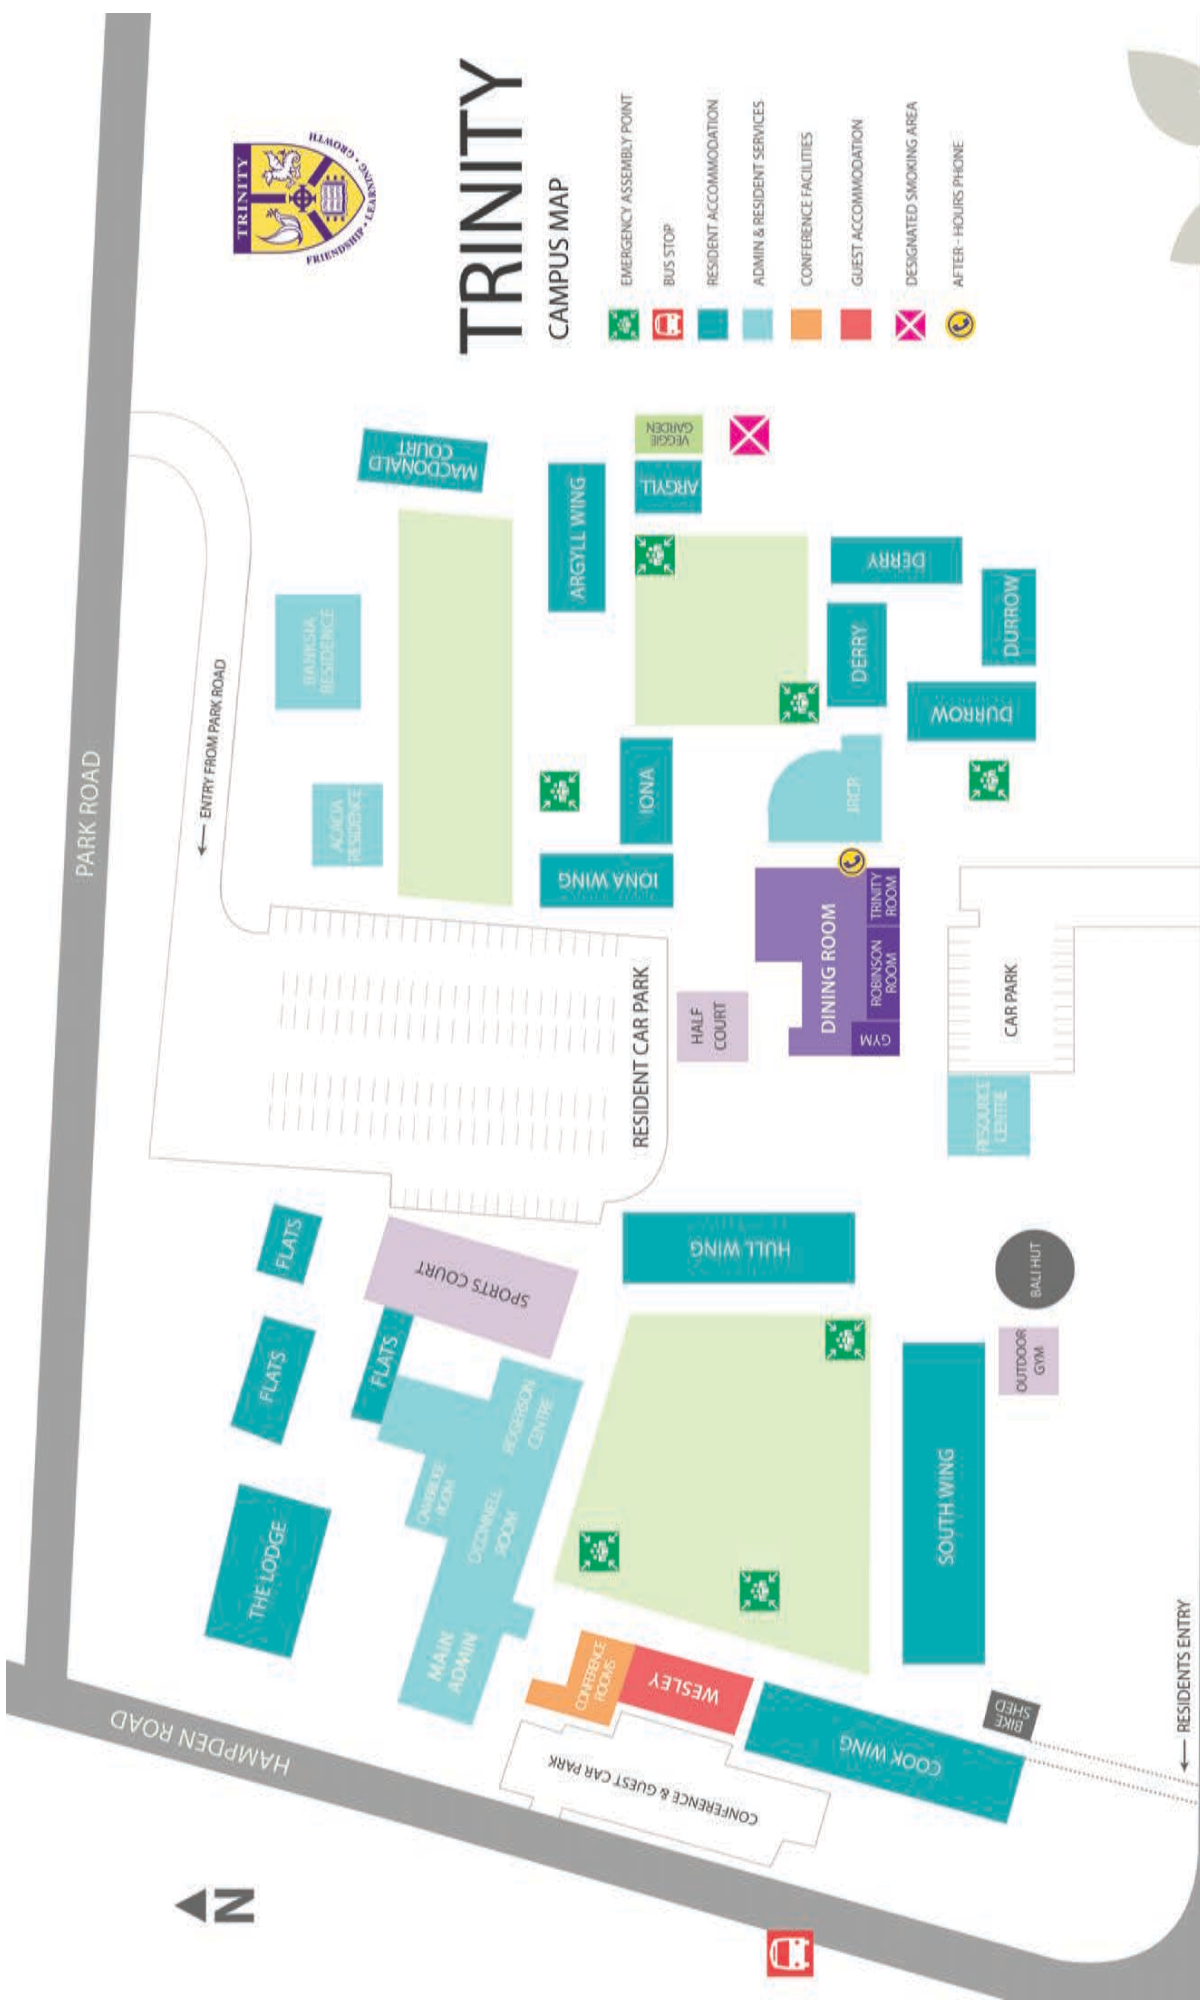 TRINITY
FRIENDSHIP • LEARNING • GROWTH
TRINITY
CAMPUS MAP
EMERGENCY ASSEMBLY POINT
BUS STOP
RESIDENT ACCOMMODATION
ADMIN & RESIDENT SERVICES
CONFERENCE FACILITIES
GUEST ACCOMMODATION
DESIGNATED SMOKING AREA
AFTER - HOURS PHONE
PARK ROAD
← ENTRY FROM PARK ROAD
HAMPDEN ROAD
N
MACDONALD
COURT
BANKSIA
RESIDENCE
ACACIA
RESIDENCE
ARGYLL WING
ARGYLL
VEGGIE
GARDEN
DERRY
DERRY
DURROW
DURROW
IONA
IONA WING
JRCR
DINING ROOM
TRINITY
ROOM
ROBINSON
ROOM
GYM
HALF
COURT
RESIDENT CAR PARK
CAR PARK
RESOURCE
CENTRE
FLATS
FLATS
FLATS
SPORTS COURT
HULL WING
BALI HUT
OUTDOOR
GYM
THE LODGE
CAMBRIDGE
ROOM
ROGERSON
CENTRE
O'CONNELL
ROOM
MAIN
ADMIN
SOUTH WING
CONFERENCE
ROOMS
WESLEY
COOK WING
BIKE
SHED
CONFERENCE & GUEST CAR PARK
← RESIDENTS ENTRY